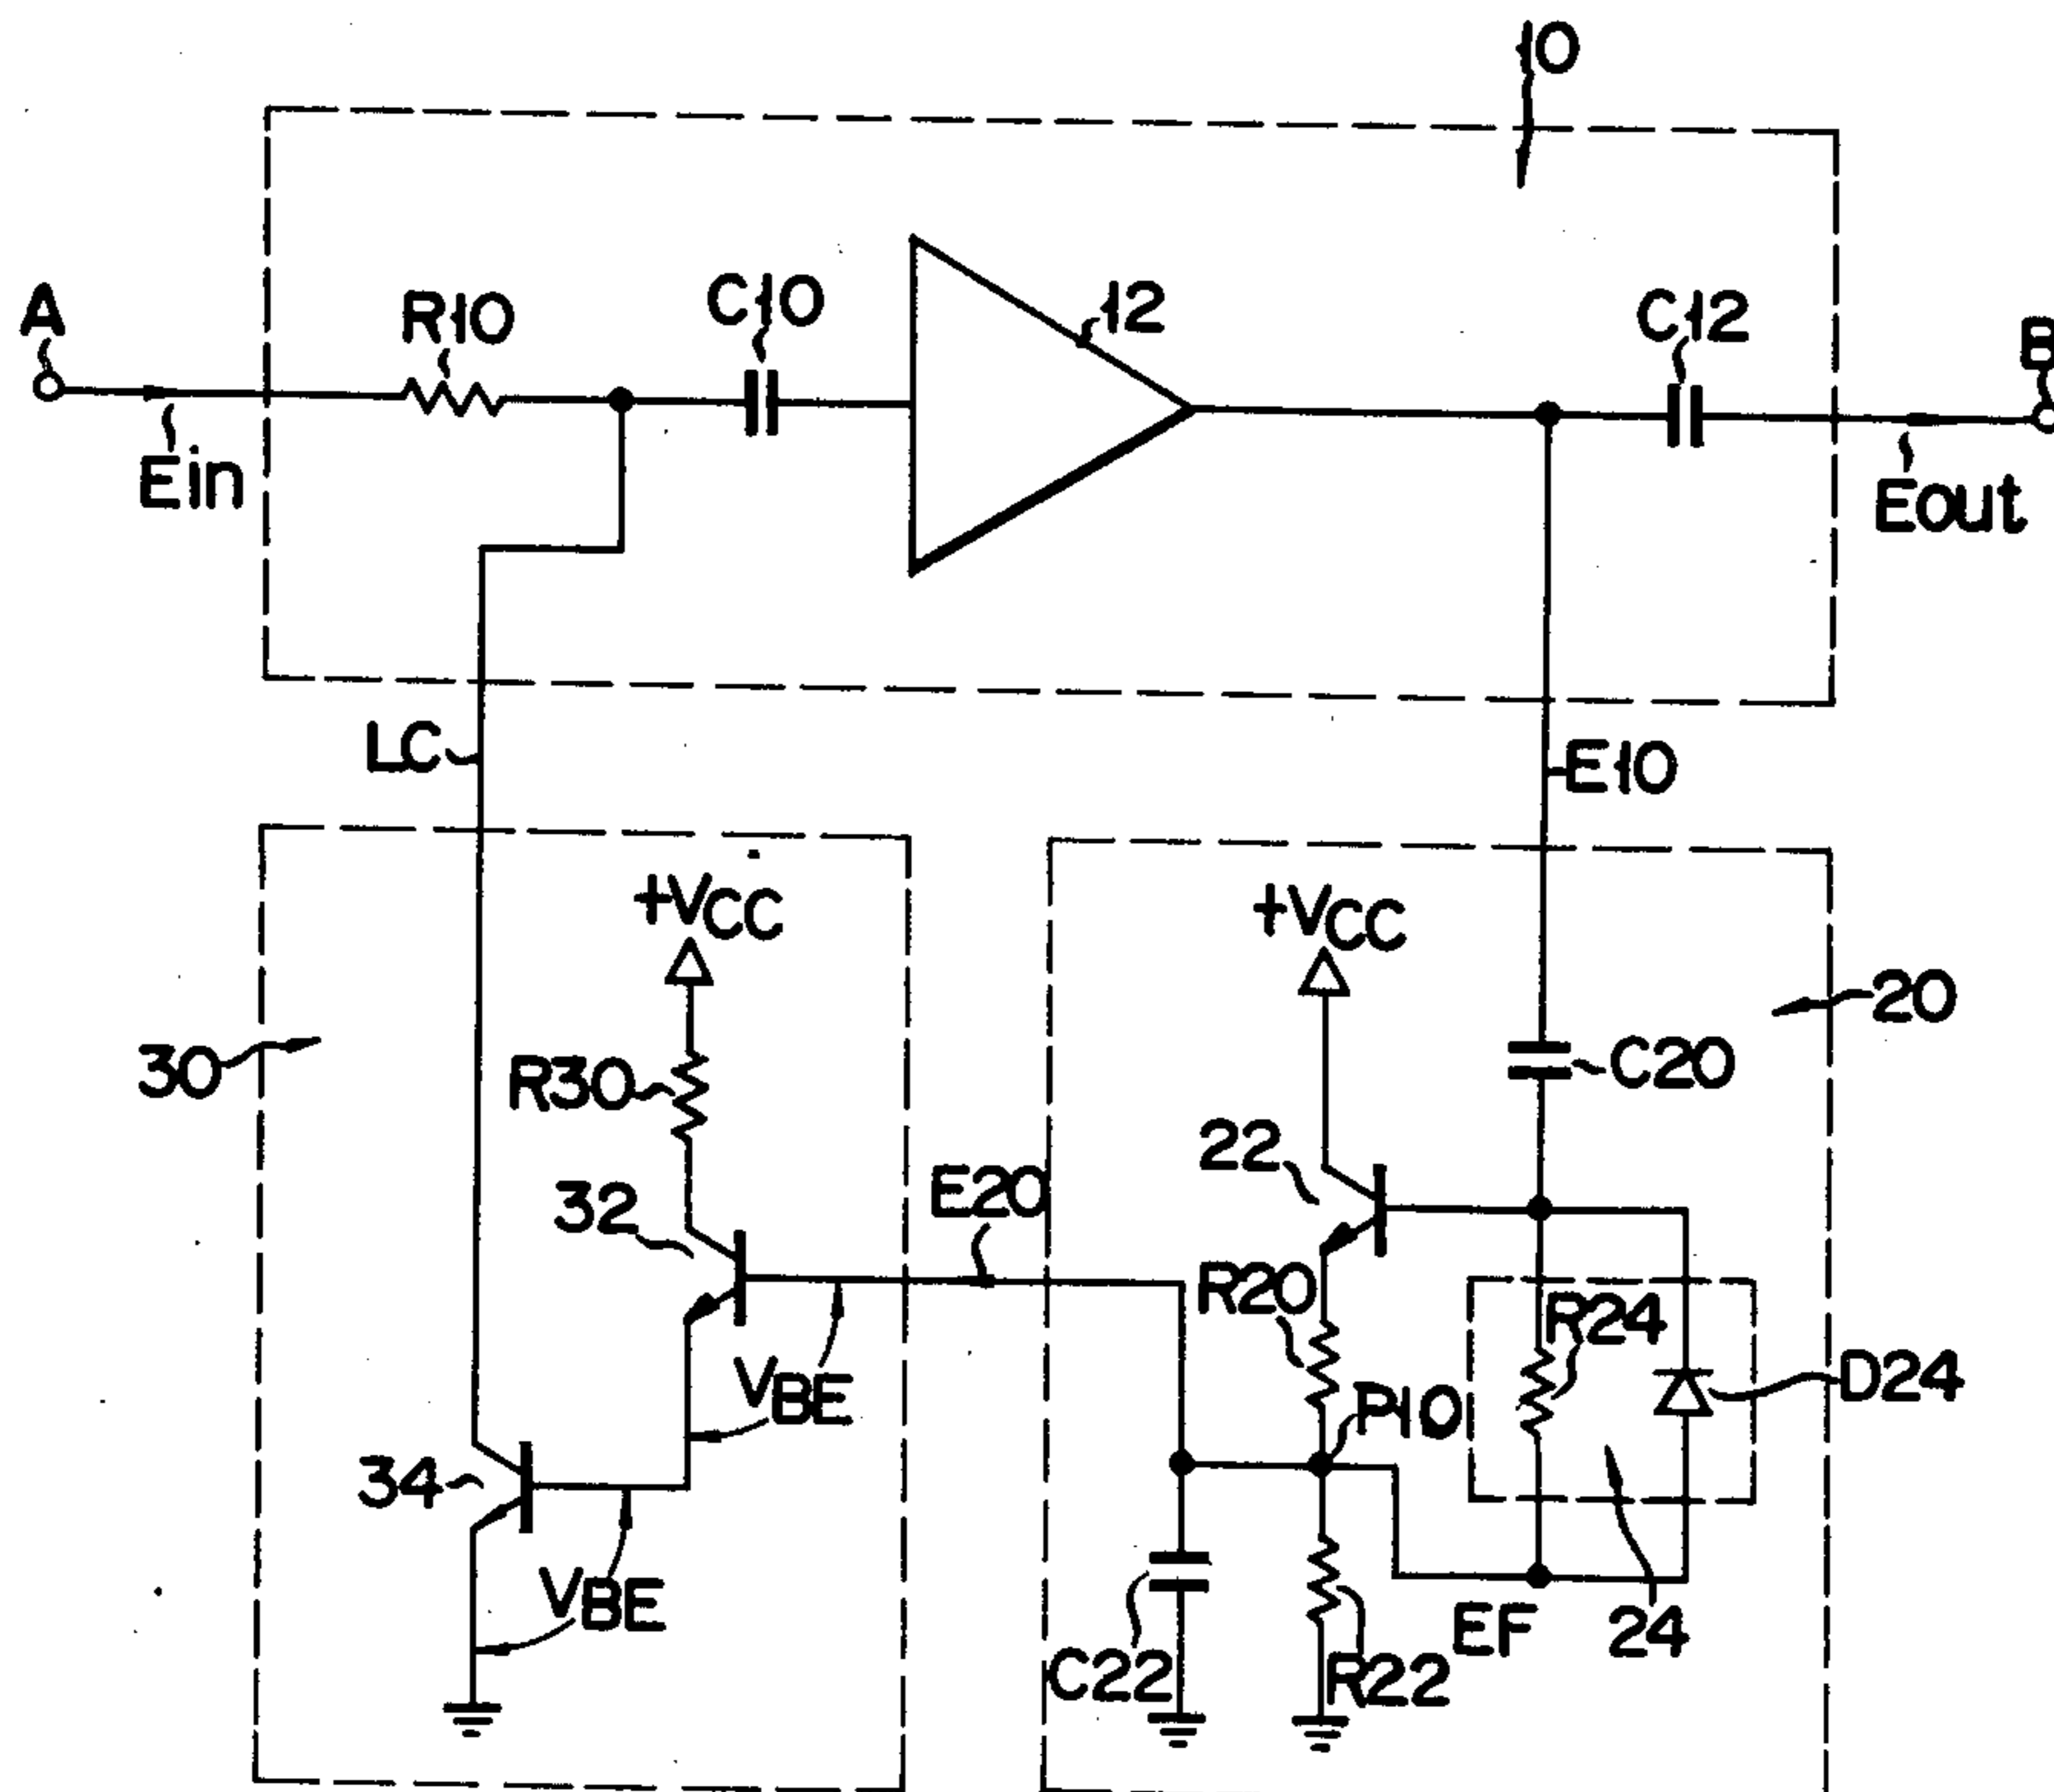 10
A
R10
C10
12
C12
B
Ein
Eout
LC
E10
+VCC
+VCC
20
30
R30
C20
22
32
E20
R20
R24
VBE
P10
D24
34
VBE
EF
24
C22
R22